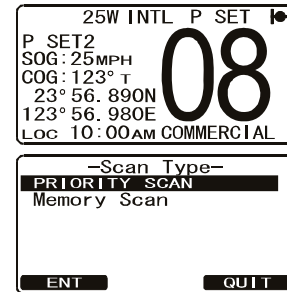 25W INTL P SET
P SET2
SOG:25MPH
COG:123°T
23°56.890N
123°56.980E
LOC 10:00AM COMMERCIAL
08
—Scan Type—
PRIORITY SCAN
Memory Scan
ENT QUIT